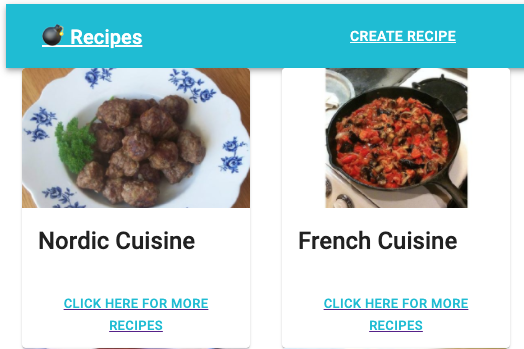 💣 Recipes
CREATE RECIPE
Nordic Cuisine
French Cuisine
CLICK HERE FOR MORE
RECIPES
CLICK HERE FOR MORE
RECIPES